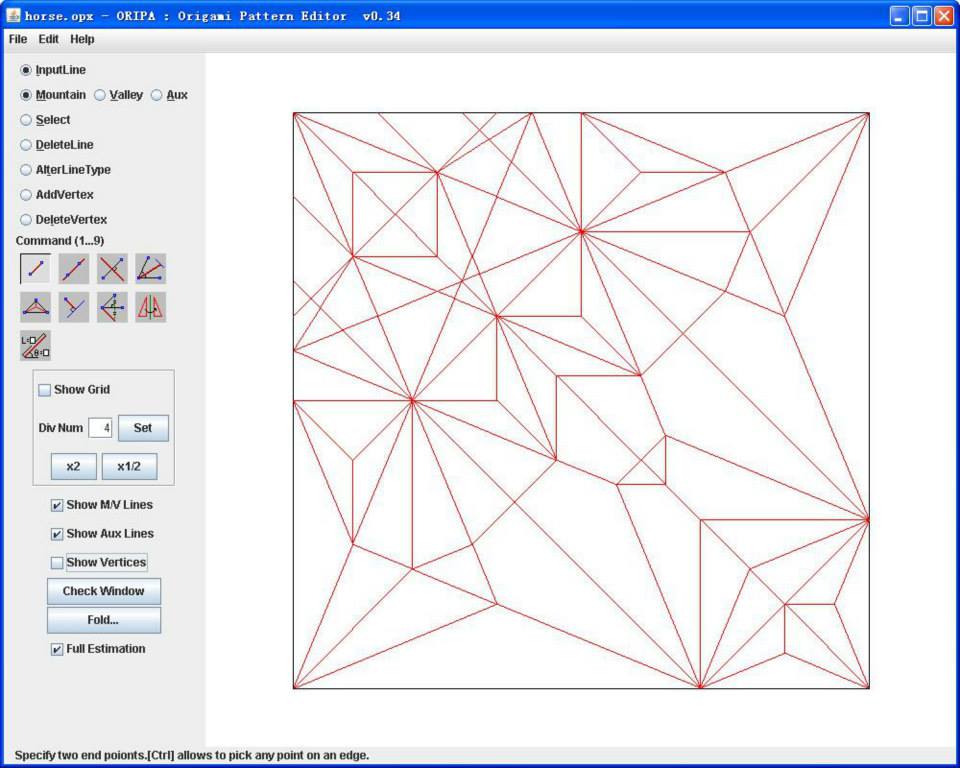 horse.opx - ORIPA : Origami Pattern Editor v0.34
File Edit Help
InputLine
Mountain Valley Aux
Select
DeleteLine
AlterLineType
AddVertex
DeleteVertex
Command (1...9)
L=
θ=
Show Grid
Div Num 4 Set
x2 x1/2
Show M/V Lines
Show Aux Lines
Show Vertices
Check Window
Fold...
Full Estimation
Specify two end poionts.[Ctrl] allows to pick any point on an edge.